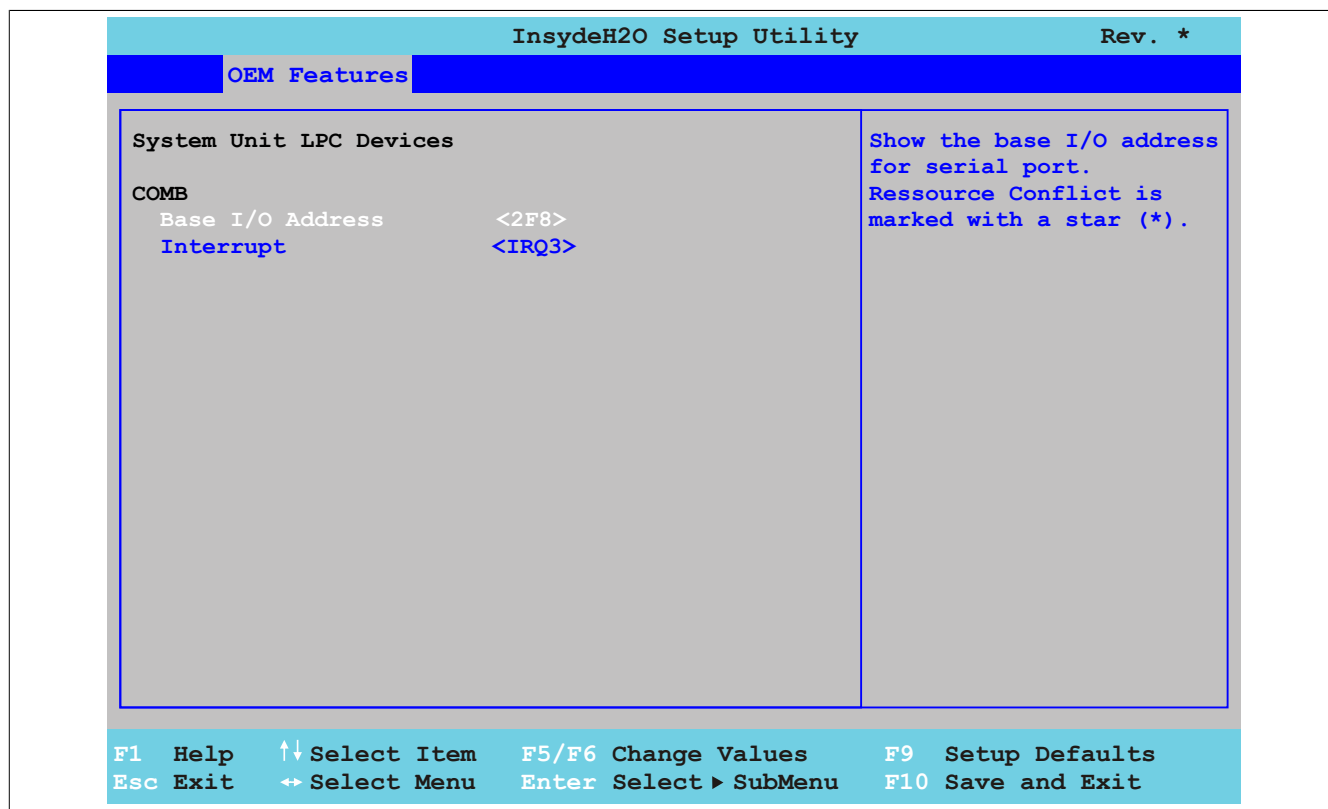 InsydeH2O Setup Utility Rev. *
OEM Features
System Unit LPC Devices
COMB
Base I/O Address <2F8>
Interrupt <IRQ3>
Show the base I/O address
for serial port.
Ressource Conflict is
marked with a star (*).
F1 Help ↑↓ Select Item F5/F6 Change Values F9 Setup Defaults
Esc Exit ↔ Select Menu Enter Select ▶ SubMenu F10 Save and Exit